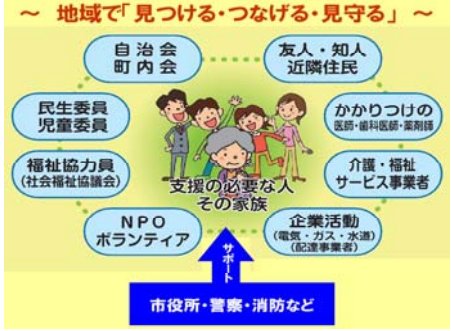 ～ 地域で「見つける・つなげる・見守る」 ～
自治会
町内会
友人・知人
近隣住民
民生委員
児童委員
かかりつけの
医師・歯科医師・薬剤師
福祉協力員
(社会福祉協議会)
介護・福祉
サービス事業者
支援の必要な人
その家族
NPO
ボランティア
企業活動
(電気・ガス・水道)
(配達事業者)
サポート
市役所・警察・消防など